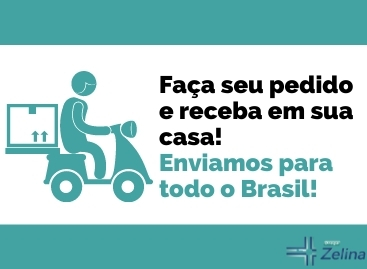 Faça seu pedido
e receba em sua
casa!
Enviamos para
todo o Brasil!
Zelina